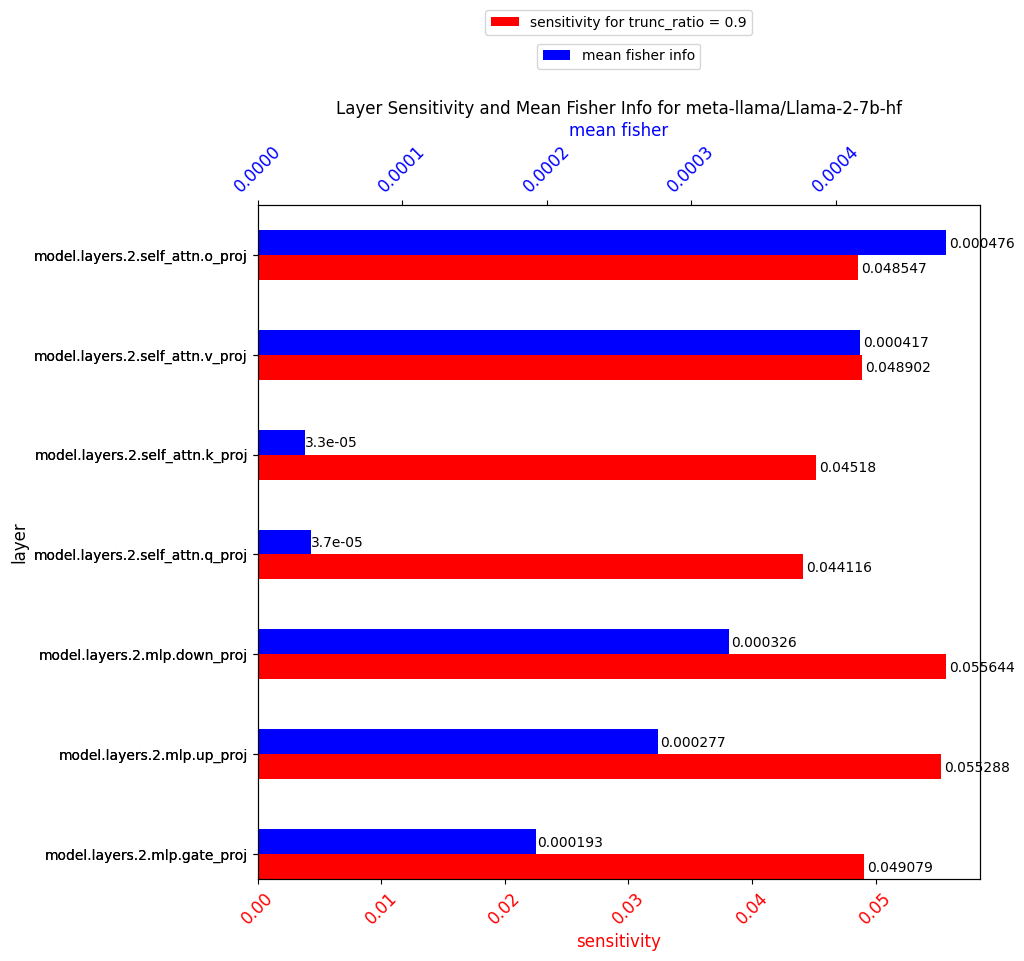 sensitivity for trunc_ratio = 0.9
mean fisher info
Layer Sensitivity and Mean Fisher Info for meta-llama/Llama-2-7b-hf
mean fisher
0.0000 0.0001 0.0002 0.0003 0.0004
model.layers.2.self_attn.o_proj
0.000476
0.048547
model.layers.2.self_attn.v_proj
0.000417
0.048902
model.layers.2.self_attn.k_proj
3.3e-05
0.04518
layer
model.layers.2.self_attn.q_proj
3.7e-05
0.044116
model.layers.2.mlp.down_proj
0.000326
0.055644
model.layers.2.mlp.up_proj
0.000277
0.055288
model.layers.2.mlp.gate_proj
0.000193
0.049079
0.00 0.01 0.02 0.03 0.04 0.05
sensitivity